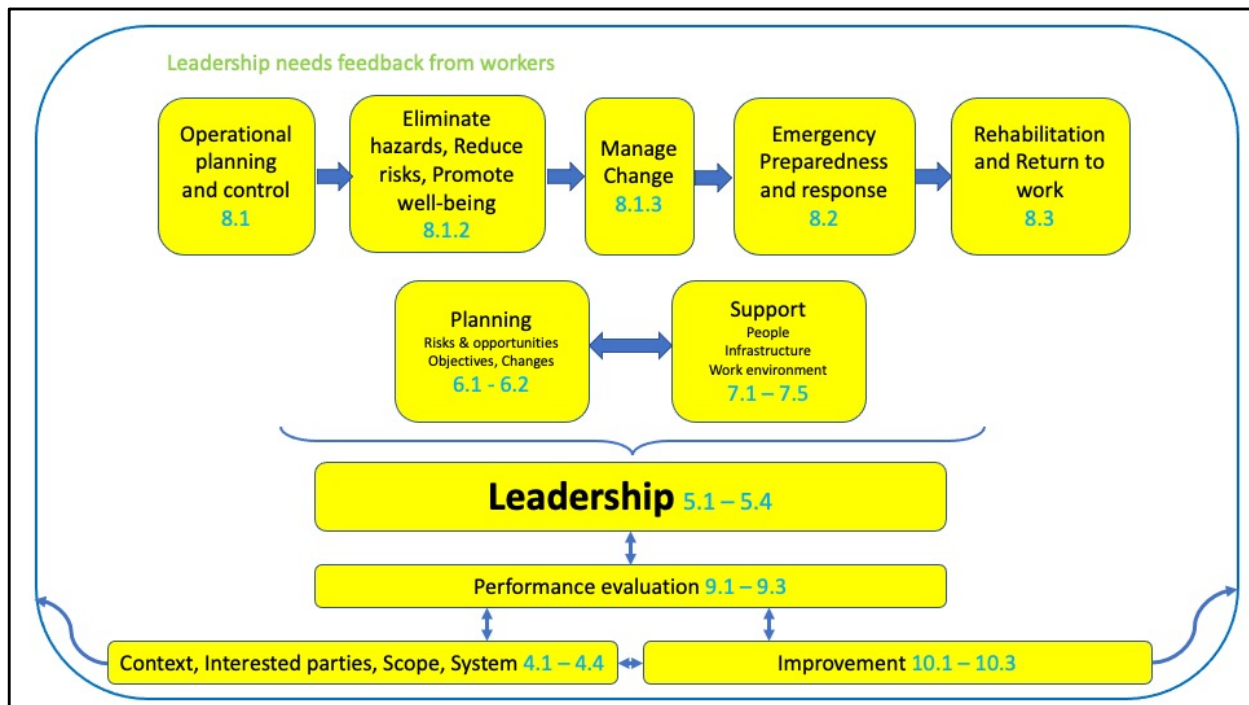 Leadership needs feedback from workers
Operational
planning
and control
8.1
Eliminate
hazards, Reduce
risks, Promote
well-being
8.1.2
Manage
Change
8.1.3
Emergency
Preparedness
and response
8.2
Rehabilitation
and Return to
work
8.3
Planning
Risks & opportunities
Objectives, Changes
6.1 - 6.2
Support
People
Infrastructure
Work environment
7.1 – 7.5
Leadership 5.1 – 5.4
Performance evaluation 9.1 – 9.3
Context, Interested parties, Scope, System 4.1 – 4.4
Improvement 10.1 – 10.3